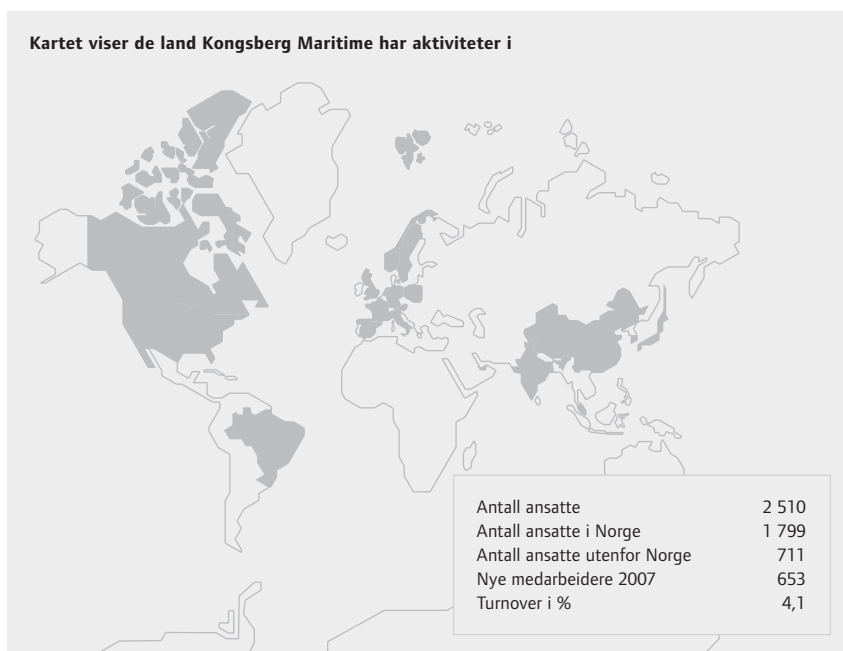 Kartet viser de land Kongsberg Maritime har aktiviteter i
Antall ansatte 2 510
Antall ansatte i Norge 1 799
Antall ansatte utenfor Norge 711
Nye medarbeidere 2007 653
Turnover i % 4,1